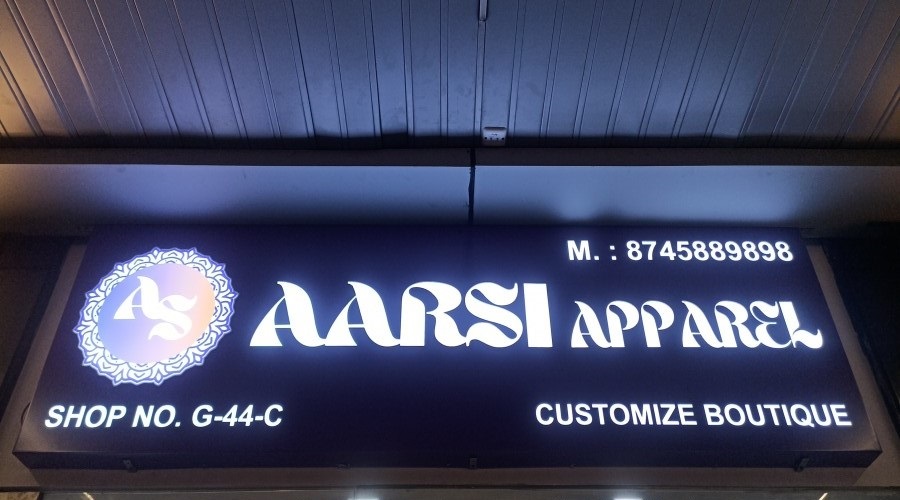 M. : 8745889898
AS
AARSI APPAREL
SHOP NO. G-44-C
CUSTOMIZE BOUTIQUE